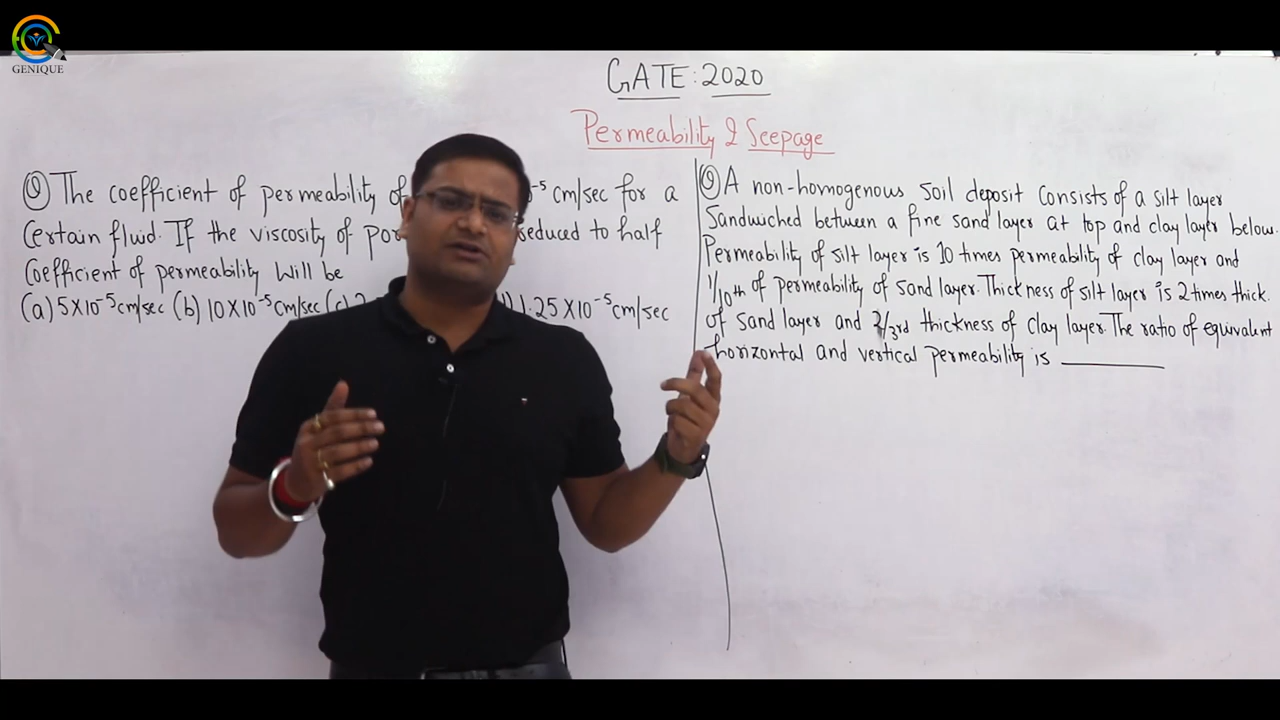 GENIQUE
GATE: 2020
Permeability & Seepage
Q The coefficient of permeability of -5 cm/sec for a
Certain fluid. If the viscosity of reduced to half
Coefficient of permeability will be
(a) 5X10-5 cm/sec (b) 10X10-5 cm/sec (c) 1.25 X10-5 cm/sec
Q A non-homogenous soil deposit consists of a silt layer
Sandwiched between a fine sand layer at top and clay layer below.
Permeability of silt layer is 10 times permeability of clay layer and
1/10th of permeability of sand layer. Thickness of silt layer is 2 times thick.
of sand layer and 2/3rd thickness of clay layer. The ratio of equivalent
horizontal and vertical permeability is